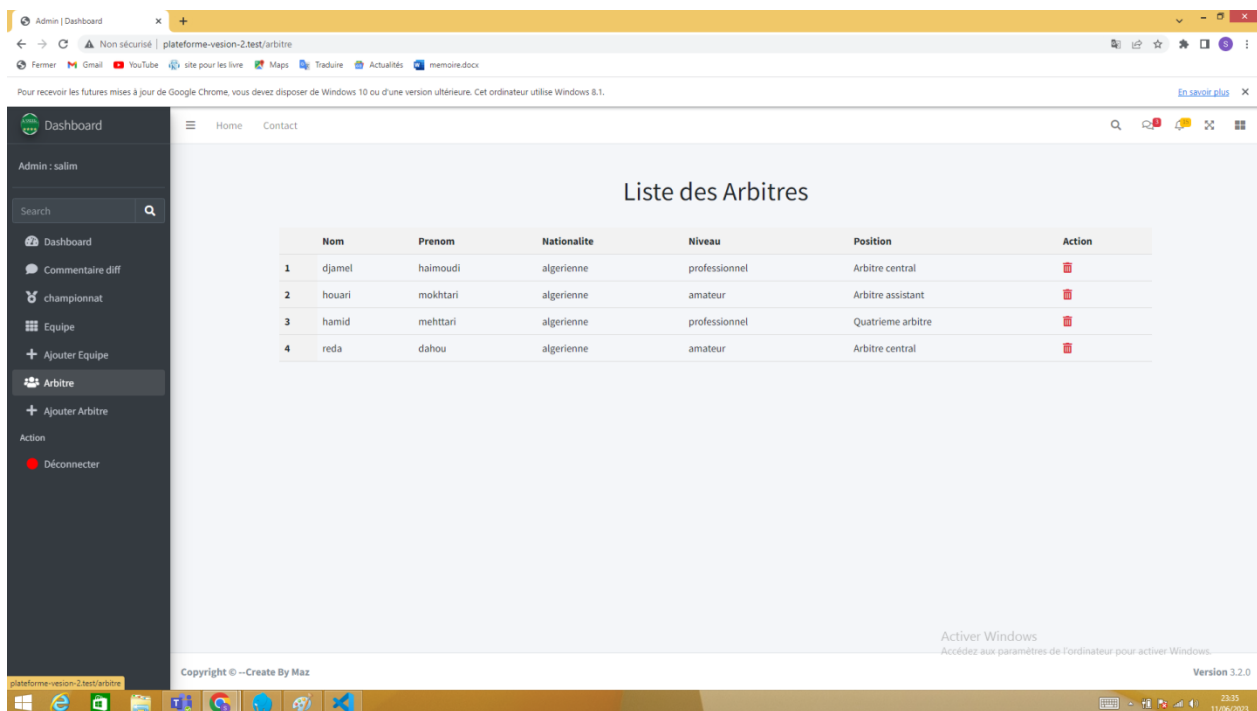 Admin | Dashboard
Non sécurisé | plateforme-vesion-2.test/arbitre
Fermer Gmail YouTube site pour les livre Maps Traduire Actualités memoire.docx
Pour recevoir les futures mises à jour de Google Chrome, vous devez disposer de Windows 10 ou d'une version ultérieure. Cet ordinateur utilise Windows 8.1. En savoir plus
Dashboard
Home Contact
Admin : salim
Search
Dashboard
Commentaire diff
championnat
Equipe
Ajouter Equipe
Arbitre
Ajouter Arbitre
Action
Déconnecter
Liste des Arbitres
Nom Prenom Nationalite Niveau Position Action
1 djamel haimoudi algerienne professionnel Arbitre central
2 houari mokhtari algerienne amateur Arbitre assistant
3 hamid mehttari algerienne professionnel Quatrieme arbitre
4 reda dahou algerienne amateur Arbitre central
Activer Windows
Accédez aux paramètres de l'ordinateur pour activer Windows.
Copyright © --Create By Maz
Version 3.2.0
plateforme-vesion-2.test/arbitre
23:35
11/06/2023